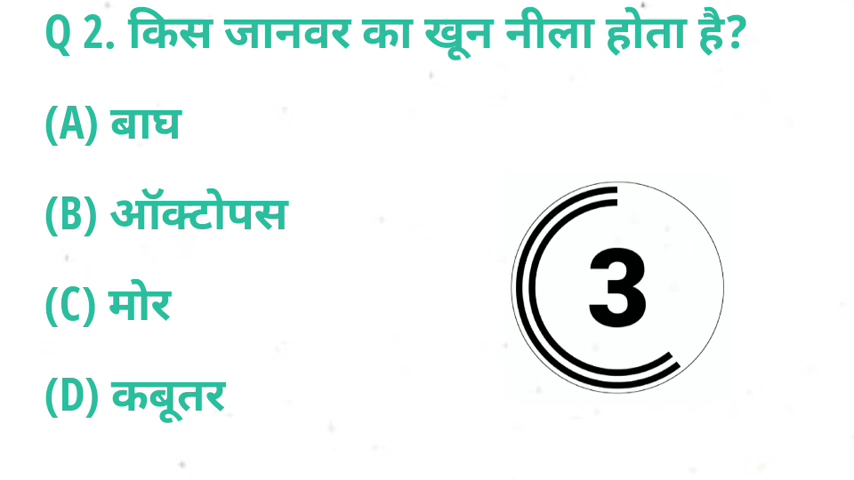 Q 2. किस जानवर का खून नीला होता है?
(A) बाघ
(B) ऑक्टोपस
(C) मोर
(D) कबूतर
3